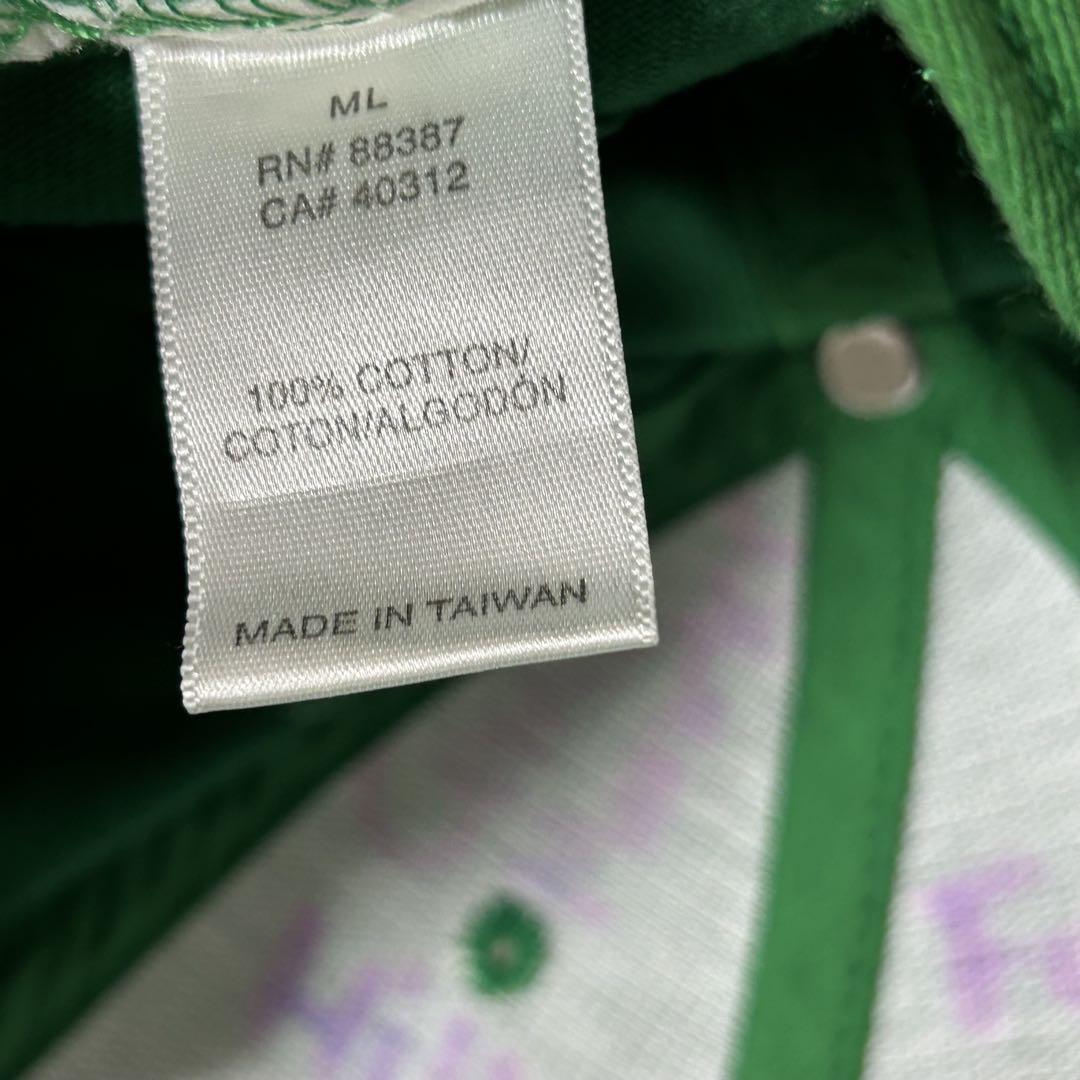 ML
RN# 88387
CA# 40312
100% COTTON/
COTON/ALGODÓN
MADE IN TAIWAN